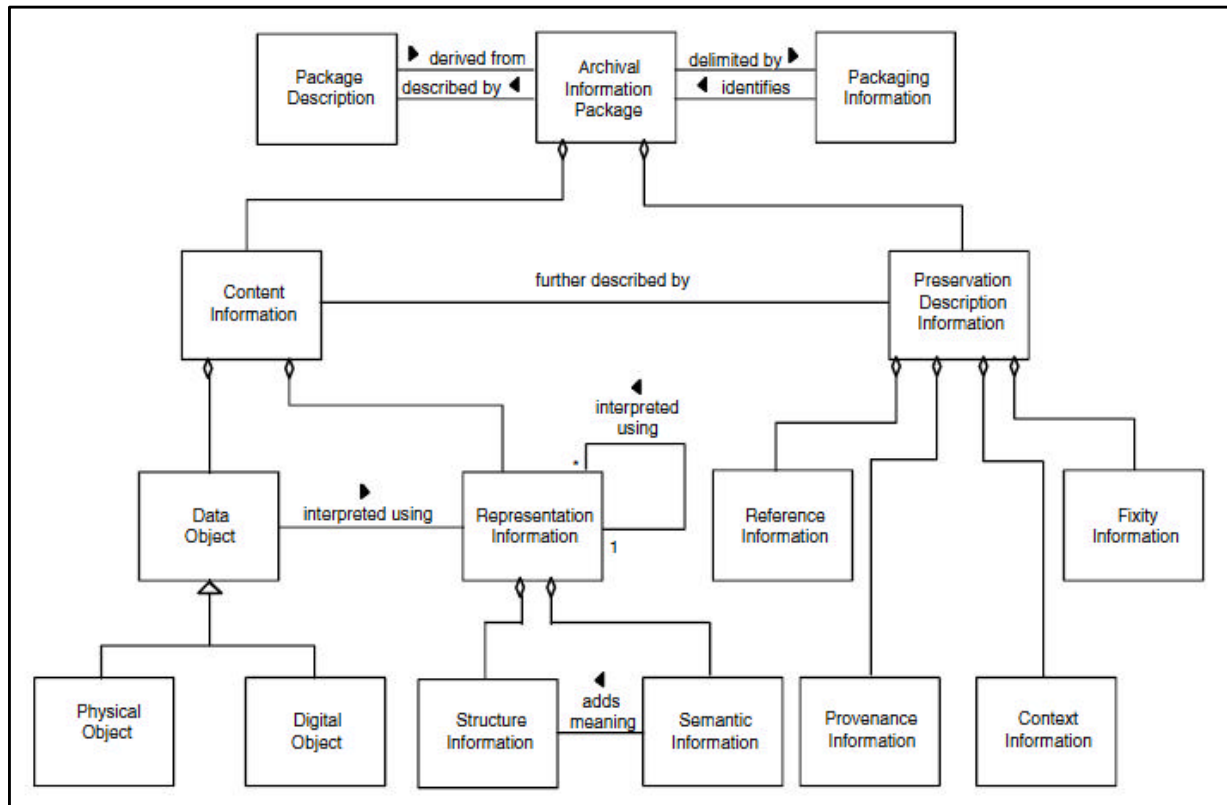 Package
Description
derived from
described by
Archival
Information
Package
delimited by
identifies
Packaging
Information
Content
Information
further described by
Preservation
Description
Information
interpreted
using
*
1
Data
Object
interpreted using
Representation
Information
Reference
Information
Fixity
Information
Physical
Object
Digital
Object
Structure
Information
adds
meaning
Semantic
Information
Provenance
Information
Context
Information